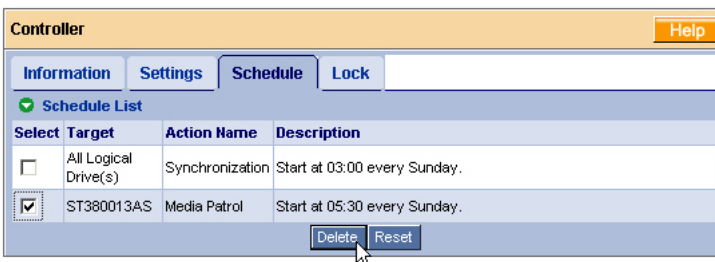 Controller
Help
Information Settings Schedule Lock
Schedule List
Select Target Action Name Description
All Logical
Drive(s) Synchronization Start at 03:00 every Sunday.
ST380013AS Media Patrol Start at 05:30 every Sunday.
Delete Reset